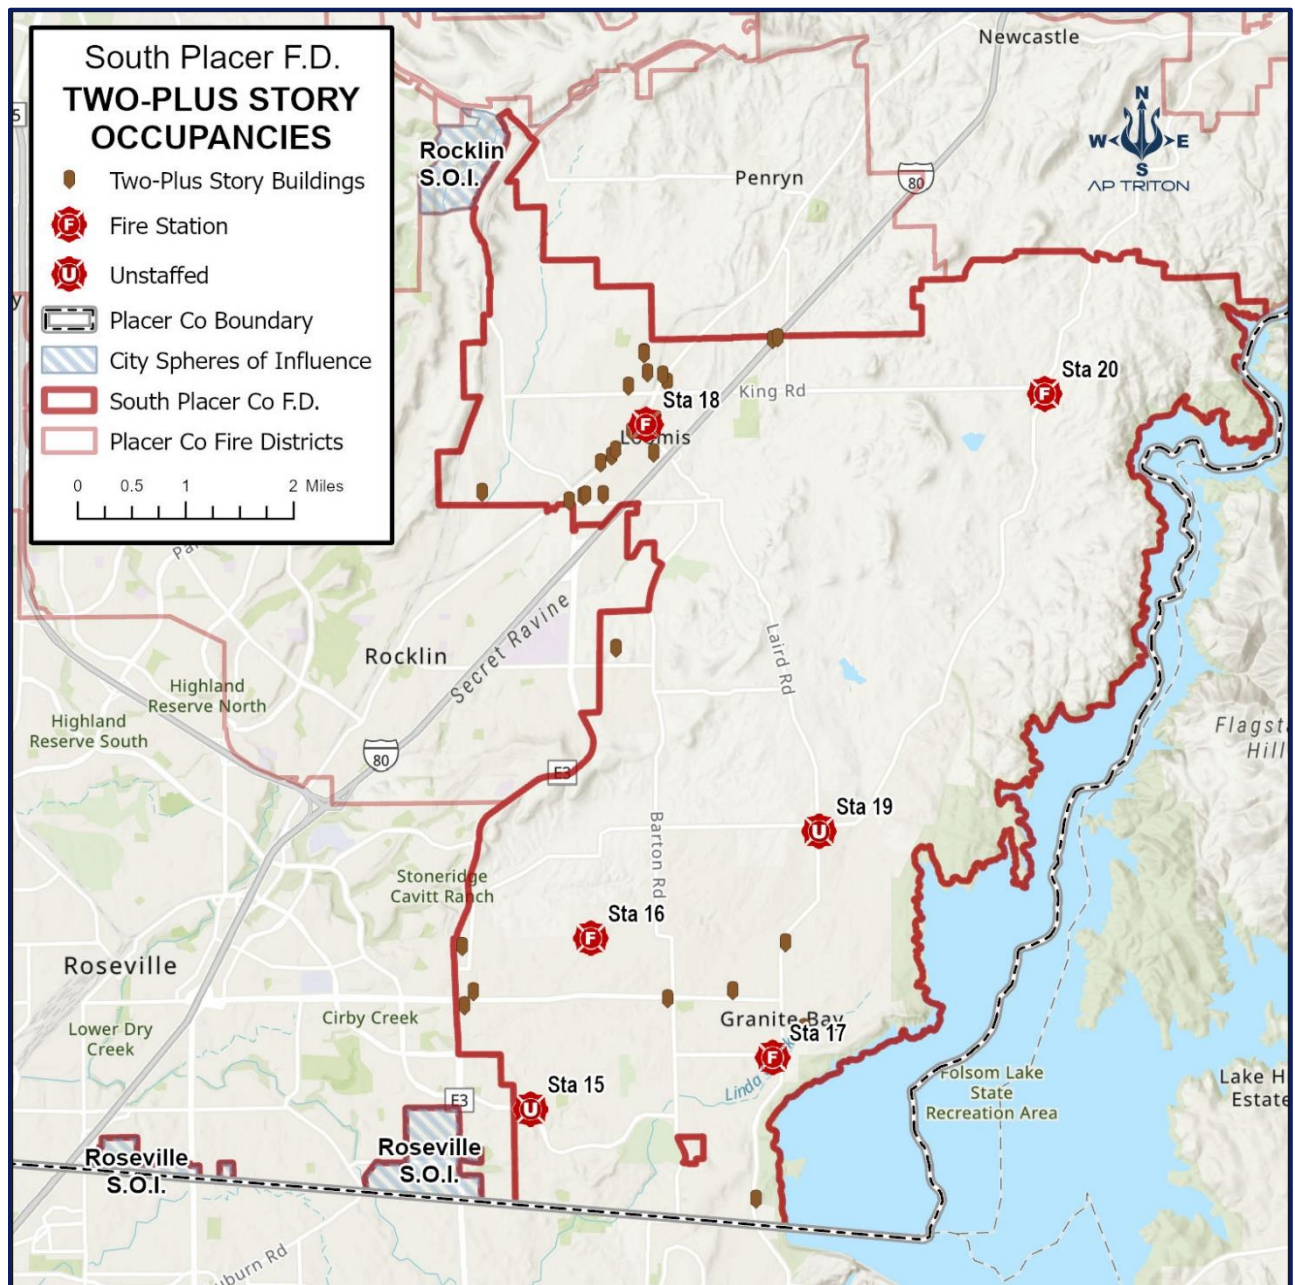 South Placer F.D.
TWO-PLUS STORY
OCCUPANCIES
Two-Plus Story Buildings
Fire Station
Unstaffed
Placer Co Boundary
City Spheres of Influence
South Placer Co F.D.
Placer Co Fire Districts
0 0.5 1 2 Miles
F
U
Newcastle
N
W E
S
AP TRITON
Rocklin
S.O.I.
Penryn
80
Sta 20
F
King Rd
Sta 18
F
Loomis
Rocklin
Secret Ravine
Laird Rd
Highland
Reserve North
Highland
Reserve South
80
E3
Sta 19
U
Barton Rd
Stoneridge
Cavitt Ranch
Sta 16
F
Roseville
Cirby Creek
Lower Dry
Creek
Granite Bay
Sta 17
F
Linda
Sta 15
U
E3
Folsom Lake
State
Recreation Area
Roseville
S.O.I.
Roseville
S.O.I.